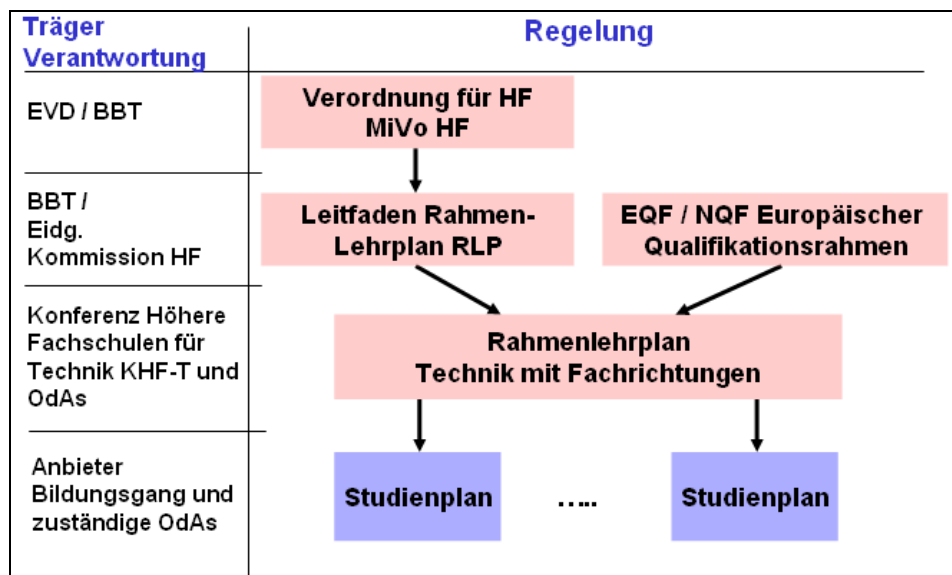 Träger
Verantwortung
Regelung
EVD / BBT
Verordnung für HF
MiVo HF
BBT /
Eidg.
Kommission HF
Leitfaden Rahmen-
Lehrplan RLP
EQF / NQF Europäischer
Qualifikationsrahmen
Konferenz Höhere
Fachschulen für
Technik KHF-T und
OdAs
Rahmenlehrplan
Technik mit Fachrichtungen
Anbieter
Bildungsgang und
zuständige OdAs
Studienplan
.....
Studienplan